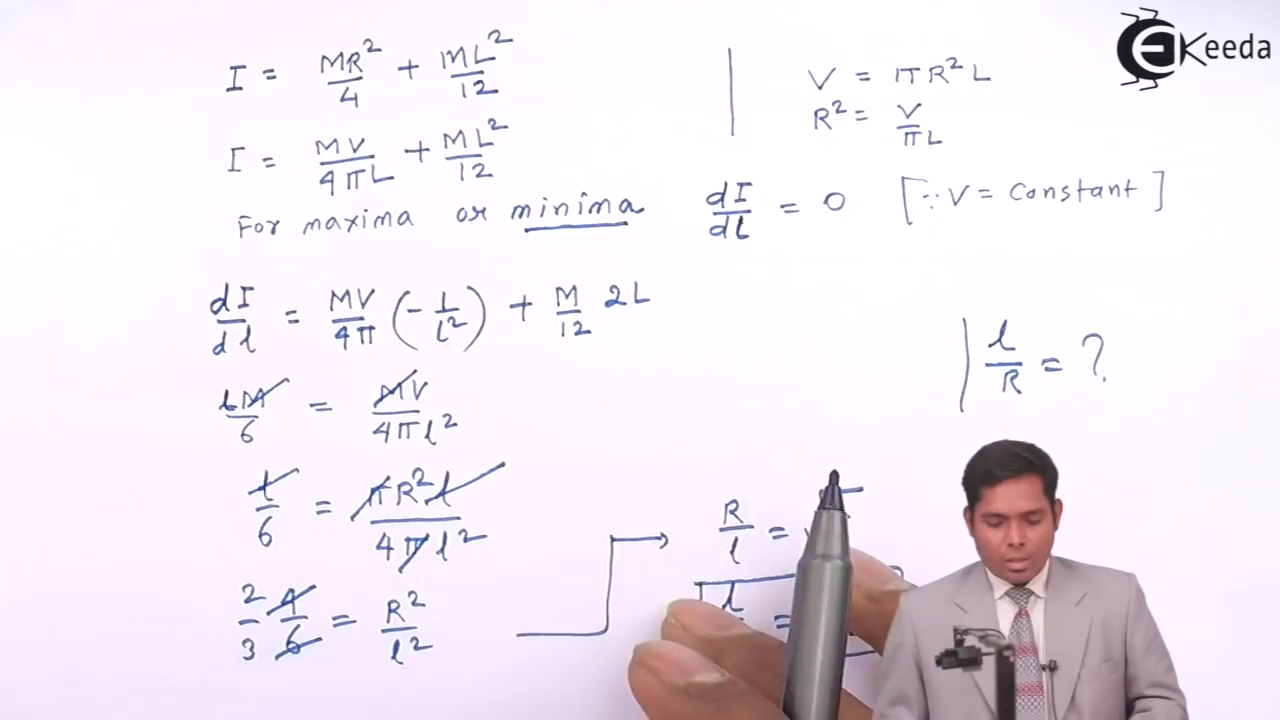 Keeda
I = MR²/4 + ML²/12
V = πR²L
R² = V/πL
I = MV/4πL + ML²/12
For maxima or minima dI/dl = 0 [∵ V = Constant]
dI/dl = MV/4π (-1/l²) + M/12 2L
l/R = ?
LM/6 = MV/4πl²
l/6 = πR²l/4πl²
R/l =
2/3 4/6 = R²/l²
l =